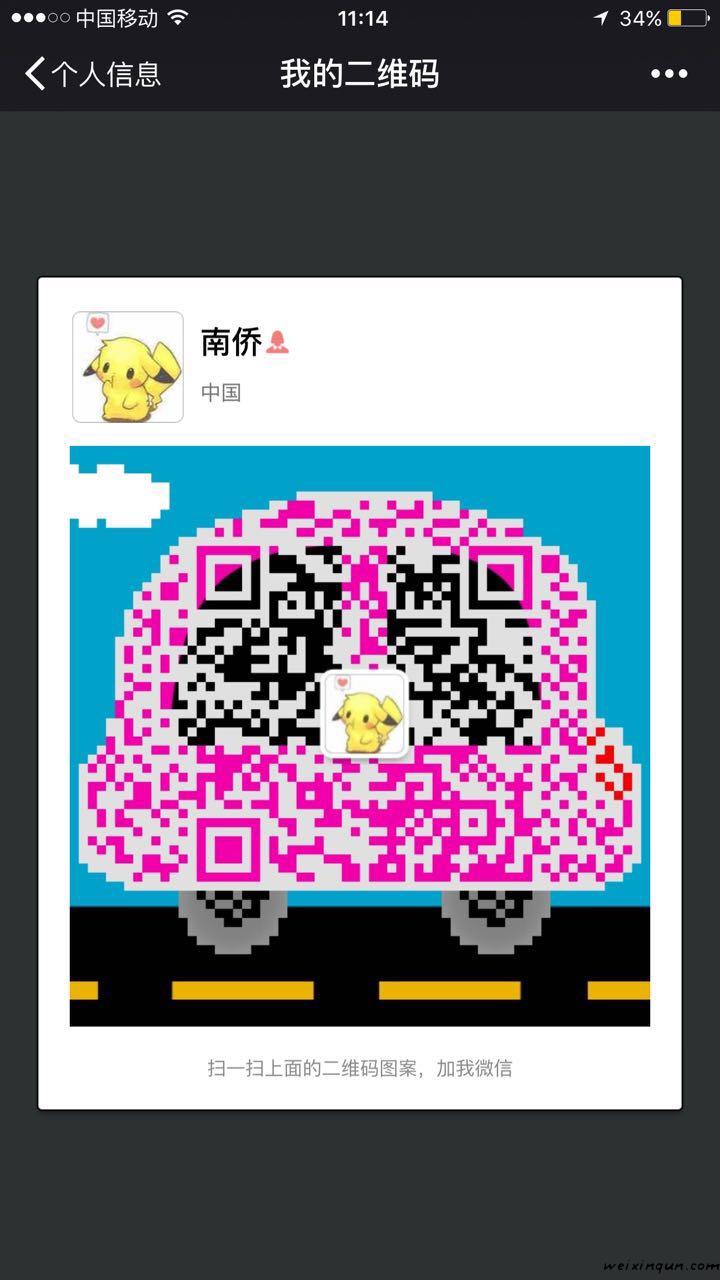 中国移动 11:14 34%
个人信息 我的二维码
南侨
中国
扫一扫上面的二维码图案，加我微信
weixinqun.com